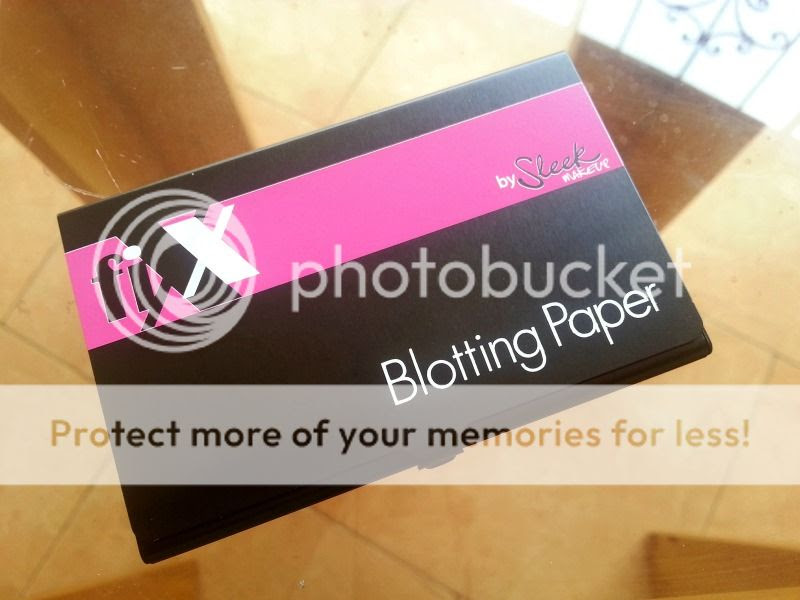 by Sleek
MAKEUP
fix
photobucket
Blotting Paper
Protect more of your memories for less!